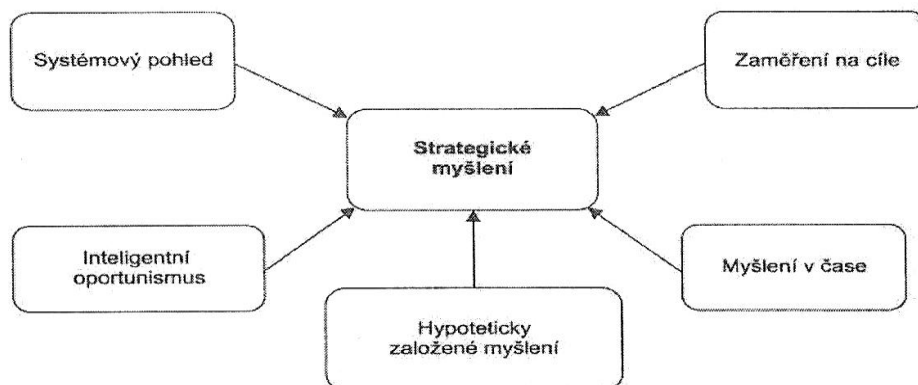 Systémový pohled
Zaměření na cíle
Strategické
myšlení
Inteligentní
oportunismus
Myšlení v čase
Hypoteticky
založené myšlení